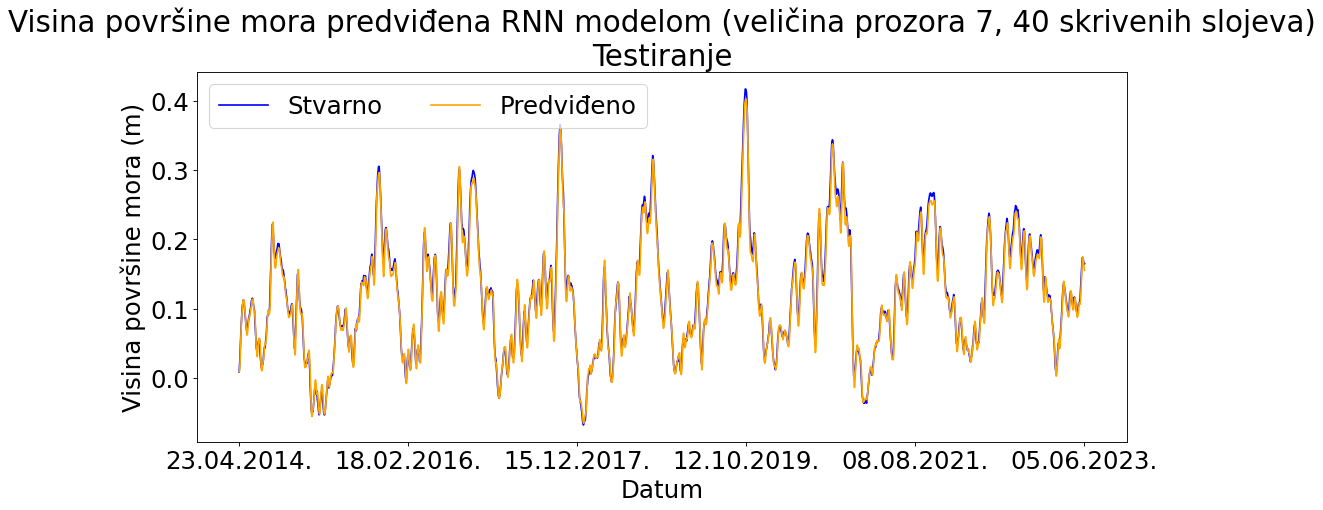 Visina površine mora predviđena RNN modelom (veličina prozora 7, 40 skrivenih slojeva)
Testiranje
Stvarno
Predviđeno
Visina površine mora (m)
0.4
0.3
0.2
0.1
0.0
23.04.2014.
18.02.2016.
15.12.2017.
12.10.2019.
08.08.2021.
05.06.2023.
Datum